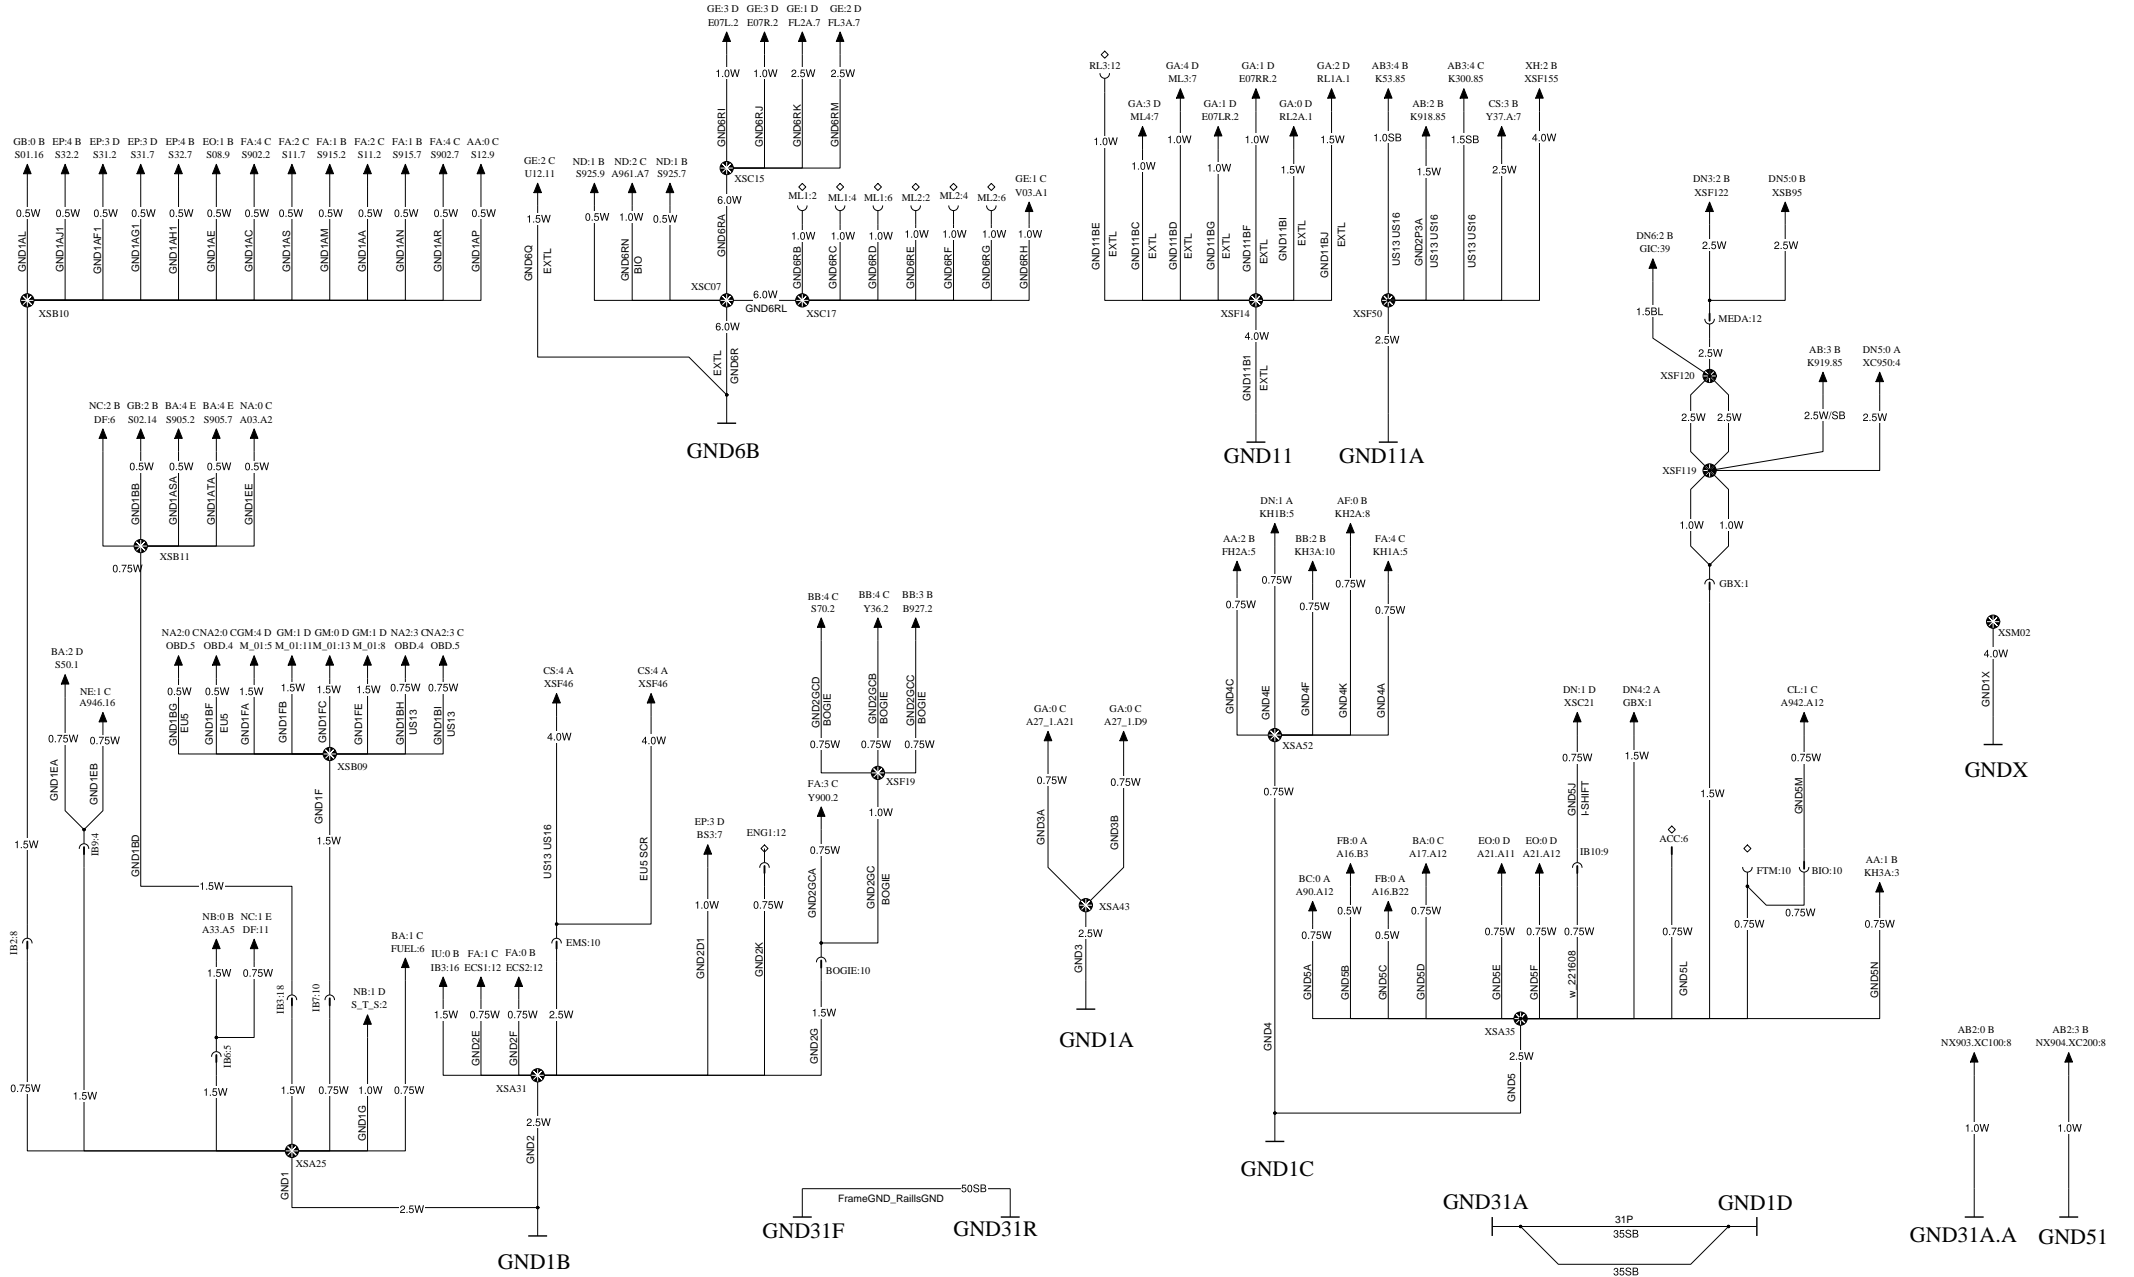 GE:3 D GE:3 D GE:1 D GE:2 D
E07L.2 E07R.2 FL2A.7 FL3A.7
1.0W 1.0W 2.5W 2.5W
GND6RI GND6RJ GND6RK GND6RM
XSC15
6.0W
GND6RA
GB:0 B EP:4 B EP:3 D EP:3 D EP:4 B EO:1 B FA:4 C FA:2 C FA:1 B FA:2 C FA:1 B FA:4 C AA:0 C
S01.16 S32.2 S31.2 S31.7 S32.7 S08.9 S902.2 S11.7 S915.2 S11.2 S915.7 S902.7 S12.9
0.5W 0.5W 0.5W 0.5W 0.5W 0.5W 0.5W 0.5W 0.5W 0.5W 0.5W 0.5W 0.5W
GND1AL GND1AJ1 GND1AF1 GND1AG1 GND1AH1 GND1AE GND1AC GND1AS GND1AM GND1AA GND1AN GND1AR GND1AP
XSB10
GE:2 C
U12.11
1.5W
GND6Q
EXTL
ND:1 B ND:2 C ND:1 B
S925.9 A961.A7 S925.7
0.5W 1.0W 0.5W
GND6RN
BIO
ML1:2 ML1:4 ML1:6 ML2:2 ML2:4 ML2:6
GE:1 C
V03.A1
1.0W 1.0W 1.0W 1.0W 1.0W 1.0W 1.0W
GND6RB GND6RC GND6RD GND6RE GND6RF GND6RG GND6RH
XSC07
6.0W
GND6RL
XSC17
6.0W
EXTL
GND6R
GND6B
RL3:12
GA:4 D GA:1 D GA:2 D
ML3:7 E07RR.2 RL1A.1
GA:3 D GA:1 D GA:0 D
ML4:7 E07LR.2 RL2A.1
1.0W 1.0W 1.0W 1.0W 1.0W 1.5W 1.5W
GND11BE GND11BC GND11BD GND11BG GND11BF GND11BI GND11BJ
EXTL EXTL EXTL EXTL EXTL EXTL EXTL
XSF14
4.0W
GND11B1
EXTL
GND11
AB3:4 B AB3:4 C XH:2 B
K53.85 K300.85 XSF155
AB:2 B CS:3 B
K918.85 Y37.A:7
1.0SB 1.5W 1.5SB 2.5W 4.0W
US13 US16
GND2P3A
US13 US16
US13 US16
XSF50
2.5W
GND11A
DN3:2 B DN5:0 B
XSF122 XSB95
2.5W 2.5W
DN6:2 B
GIC:39
1.5BL
MEDA:12
2.5W
XSF120
AB:3 B DN5:0 A
K919.85 XC950:4
2.5W 2.5W 2.5W/SB 2.5W
XSF119
1.0W 1.0W
GBX:1
1.5W
NC:2 B GB:2 B BA:4 E BA:4 E NA:0 C
DF:6 S02.14 S905.2 S905.7 A03.A2
0.5W 0.5W 0.5W 0.5W
GND1BB GND1ASA GND1ATA GND1EE
XSB11
0.75W
NA2:0 C NA2:0 C GM:4 D GM:1 D GM:0 D GM:1 D NA2:3 C NA2:3 C
OBD.5 OBD.4 M_01:5 M_01:11 M_01:13 M_01:8 OBD.4 OBD.5
0.5W 0.5W 1.5W 1.5W 1.5W 1.5W 0.75W 0.75W
GND1BG GND1BF GND1FA GND1FB GND1FC GND1FE GND1BH GND1BI
EU5 EU5 US13 US13
XSB09
GND1F
1.5W
BA:2 D
S50.1
NE:1 C
A946.16
0.75W 0.75W
GND1EA GND1EB
IB9:4
1.5W
GND1BD
1.5W
IB2:8
0.75W
1.5W
NB:0 B NC:1 E
A33.A5 DF:11
1.5W 0.75W
IB6:5
1.5W
IB3:18
1.5W
IB7:10
0.75W
NB:1 D
S_T_S:2
1.0W
GND1G
BA:1 C
FUEL:6
0.75W
XSA25
GND1
2.5W
CS:4 A CS:4 A
XSF46 XSF46
4.0W 4.0W
US13 US16
EU5 SCR
EMS:10
2.5W
IU:0 B FA:1 C FA:0 B
IB3:16 ECS1:12 ECS2:12
1.5W 0.75W 0.75W
GND2E GND2F
XSA31
2.5W
GND2
GND1B
EP:3 D
BS3:7
1.0W
GND2D1
ENG1:12
0.75W
GND2K
BB:4 C BB:4 C BB:3 B
S70.2 Y36.2 B927.2
GND2GCD GND2GCB GND2GCC
BOGIE BOGIE BOGIE
0.75W 0.75W 0.75W
XSF19
FA:3 C
Y900.2
0.75W
GND2GCA
1.0W
GND2GC
BOGIE
BOGIE:10
1.5W
GND2G
GA:0 C GA:0 C
A27_1.A21 A27_1.D9
0.75W 0.75W
GND3A GND3B
XSA43
2.5W
GND3
GND1A
DN:1 A AF:0 B
KH1B:5 KH2A:8
AA:2 B BB:2 B FA:4 C
FH2A:5 KH3A:10 KH1A:5
0.75W 0.75W 0.75W 0.75W 0.75W
GND4C GND4E GND4F GND4K GND4A
XSA52
0.75W
GND4
DN:1 D DN4:2 A CL:1 C
XSC21 GBX:1 A942.A12
0.75W 1.5W 0.75W
GND5J
I-SHIFT
GND5M
FB:0 A BA:0 C EO:0 D EO:0 D
A16.B3 A17.A12 A21.A11 A21.A12
BC:0 A FB:0 A
A90.A12 A16.B22
IB10:9
ACC:6
FTM:10
BIO:10
AA:1 B
KH3A:3
0.75W 0.5W 0.5W 0.75W 0.75W 0.75W 0.75W 0.75W 0.75W 0.75W 0.75W
GND5A GND5B GND5C GND5D GND5E GND5F w_221608 GND5L GND5N
XSA35
2.5W
GND5
GND1C
XSM02
4.0W
GND1X
GNDX
AB2:0 B AB2:3 B
NX903.XC100:8 NX904.XC200:8
1.0W 1.0W
GND31A.A GND51
FrameGND_RaillsGND
50SB
GND31F GND31R
GND31A GND1D
31P
35SB
35SB